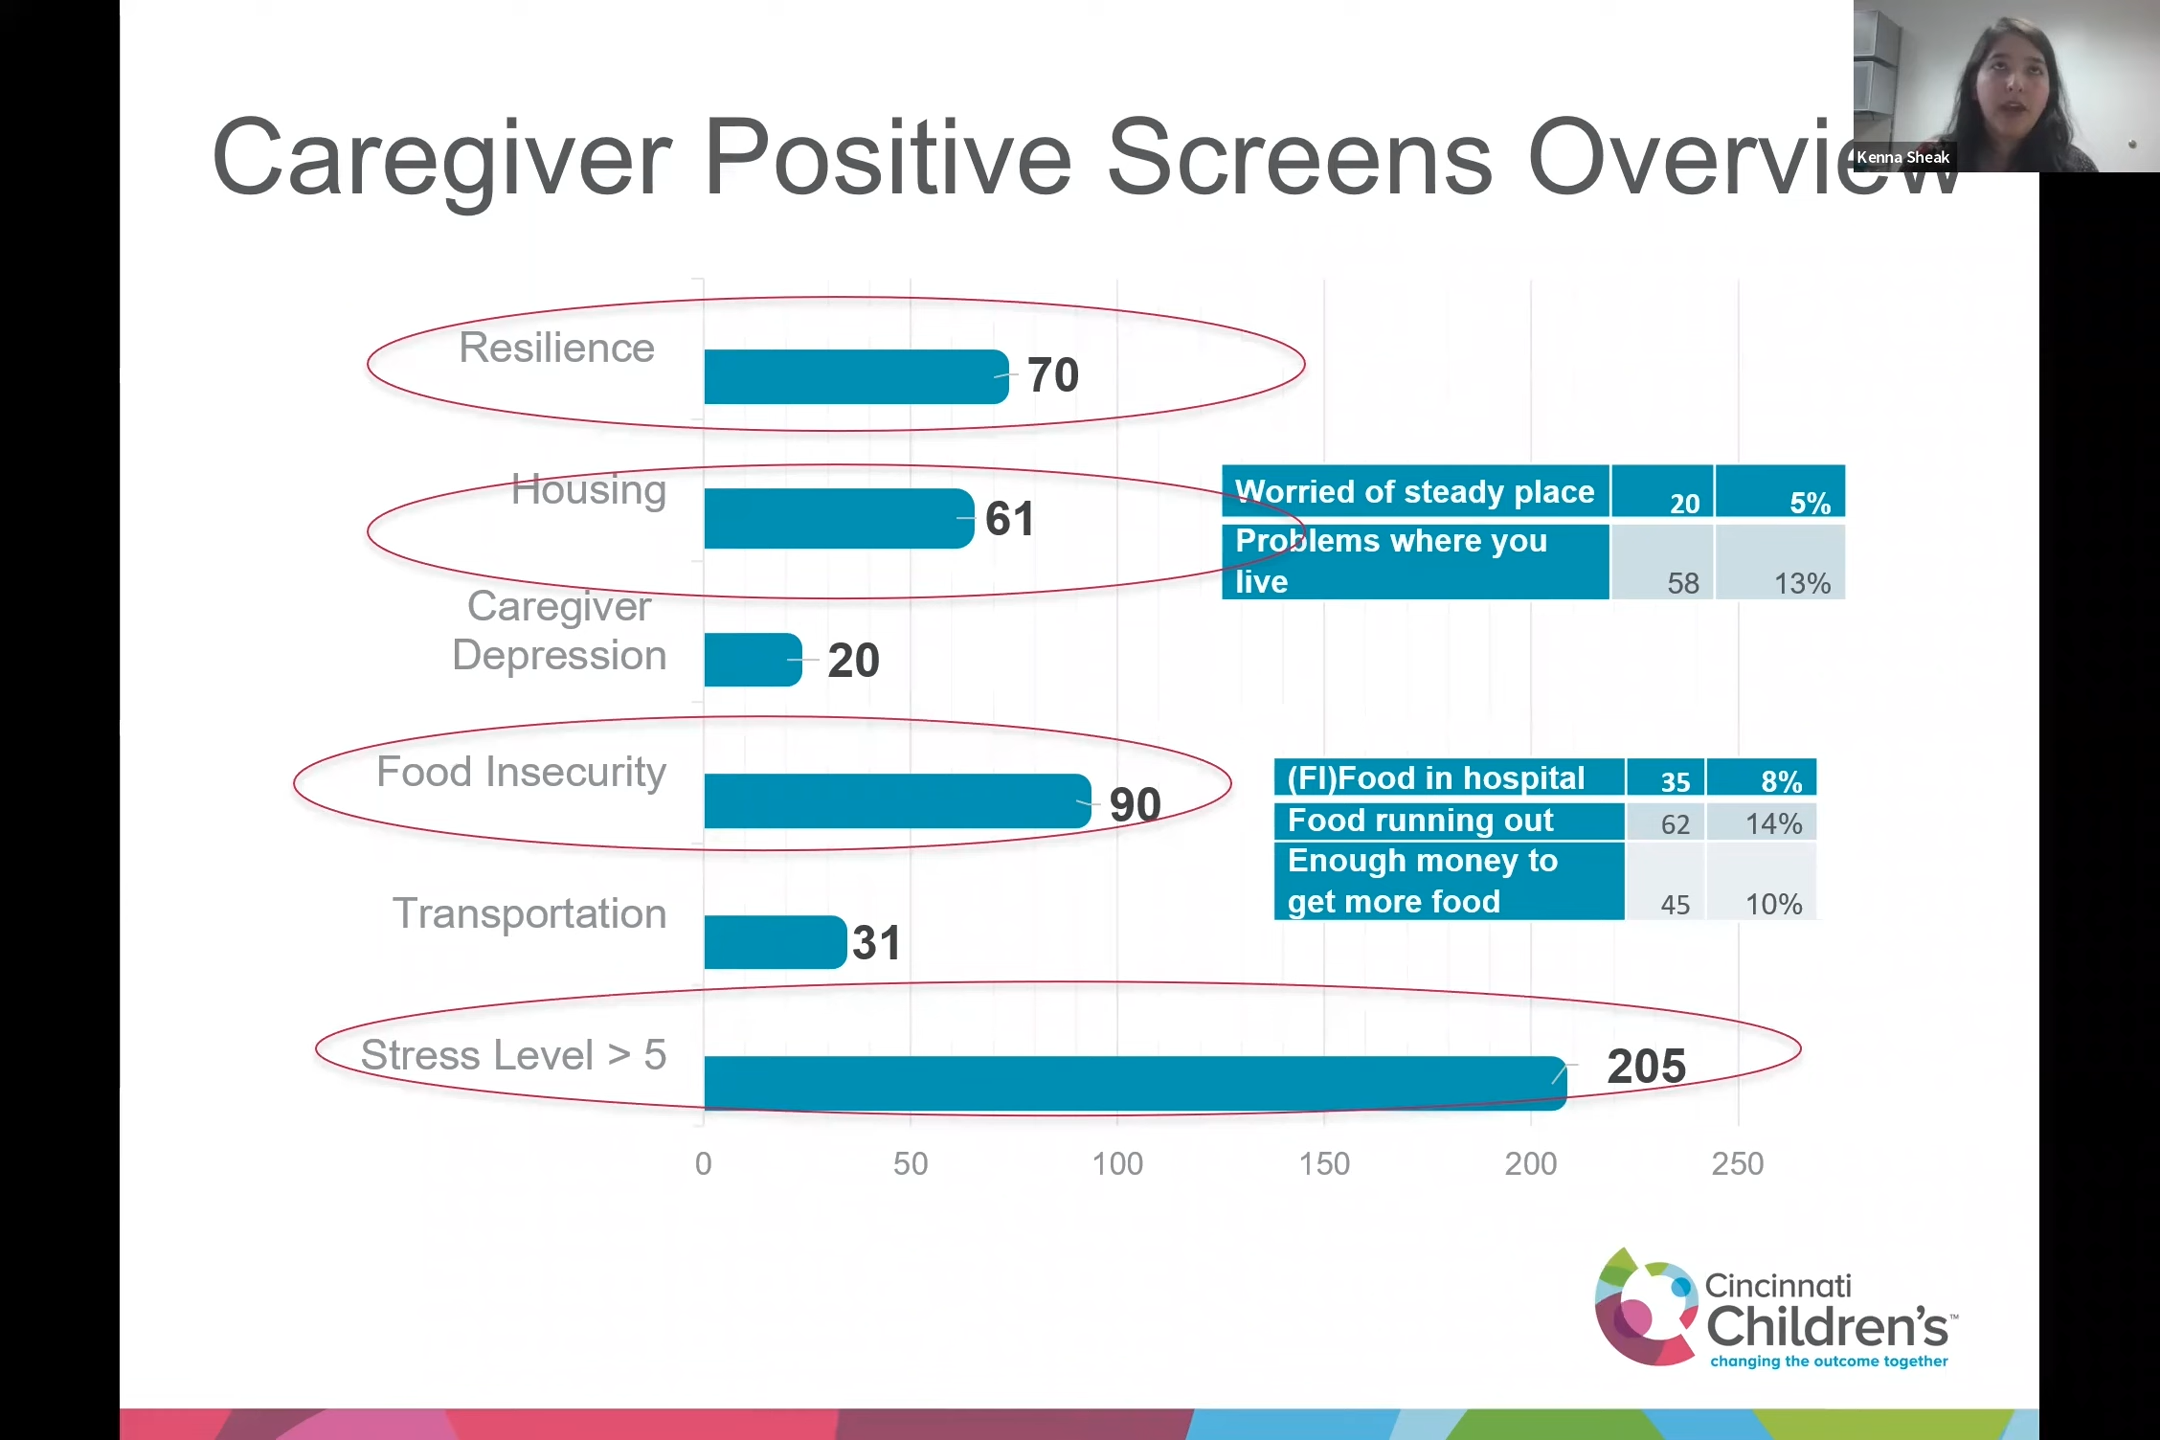 Caregiver Positive Screens Overview
Kenna Sheak
Resilience
70
Housing
61
Worried of steady place 20 5%
Problems where you
live 58 13%
Caregiver
Depression
20
Food Insecurity
90
(FI)Food in hospital 35 8%
Food running out 62 14%
Enough money to
get more food 45 10%
Transportation
31
Stress Level > 5
205
0 50 100 150 200 250
Cincinnati
Children's™
changing the outcome together